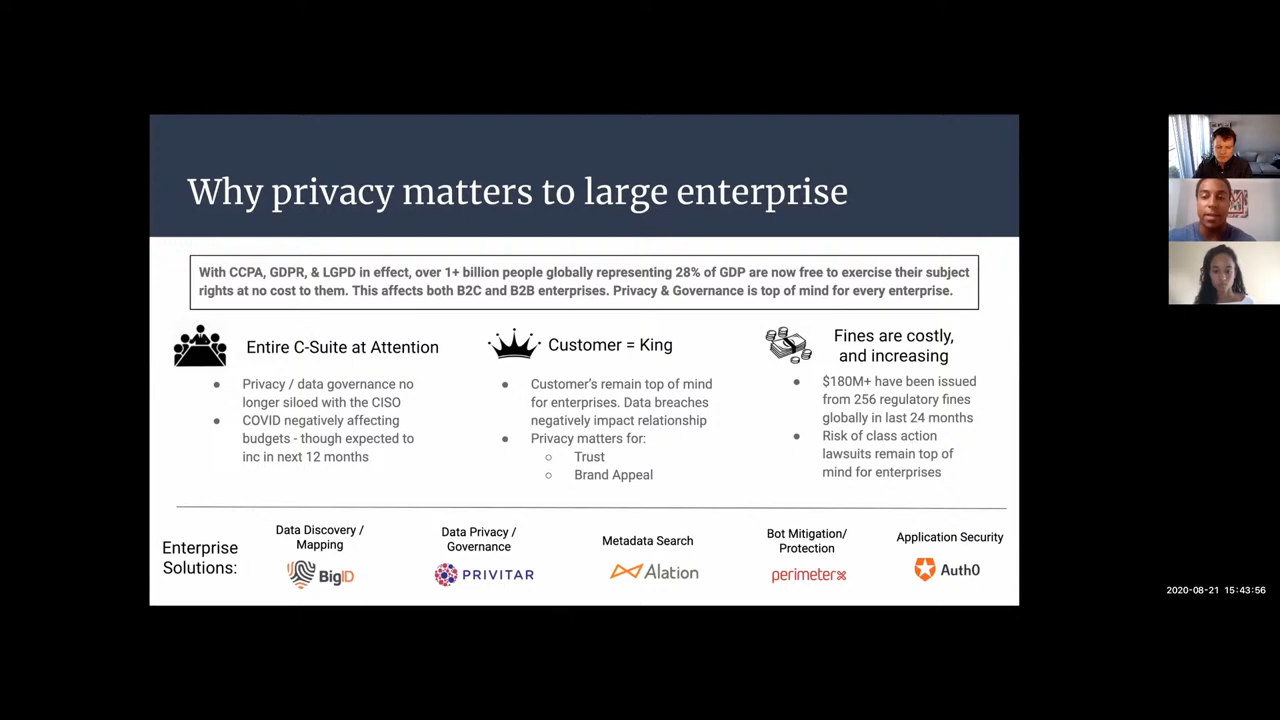 Why privacy matters to large enterprise
With CCPA, GDPR, & LGPD in effect, over 1+ billion people globally representing 28% of GDP are now free to exercise their subject
rights at no cost to them. This affects both B2C and B2B enterprises. Privacy & Governance is top of mind for every enterprise.
Entire C-Suite at Attention
● Privacy / data governance no
longer siloed with the CISO
● COVID negatively affecting
budgets - though expected to
inc in next 12 months
Customer = King
● Customer's remain top of mind
for enterprises. Data breaches
negatively impact relationship
● Privacy matters for:
○ Trust
○ Brand Appeal
Fines are costly,
and increasing
● $180M+ have been issued
from 256 regulatory fines
globally in last 24 months
● Risk of class action
lawsuits remain top of
mind for enterprises
Enterprise
Solutions:
Data Discovery /
Mapping
BigID
Data Privacy /
Governance
PRIVITAR
Metadata Search
Alation
Bot Mitigation/
Protection
perimeterx
Application Security
Auth0
2020-08-21 15:43:56